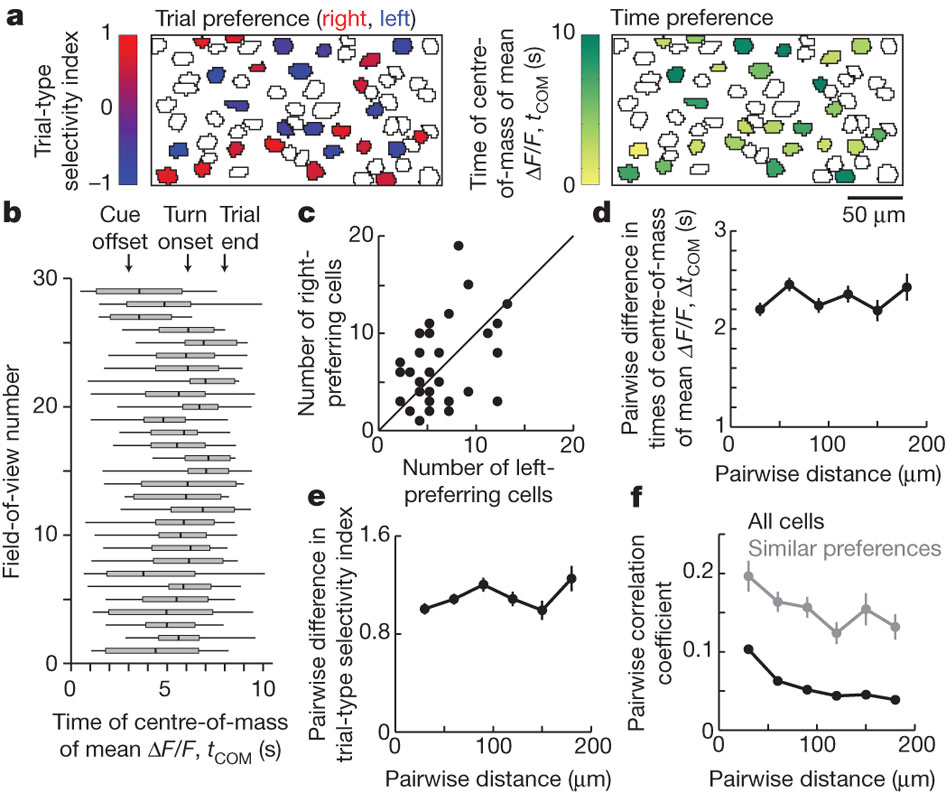 a
Trial preference (right, left)
Time preference
1
0
−1
Trial-type
selectivity index
10
0
Time of centre-
of-mass of mean
ΔF/F, tCOM (s)
50 µm
b
Cue
offset
Turn
onset
Trial
end
30
20
10
0
Field-of-view number
0
5
10
Time of centre-of-mass
of mean ΔF/F, tCOM (s)
c
20
10
0
Number of right-
preferring cells
0
10
20
Number of left-
preferring cells
d
3
2
1
Pairwise difference in
times of centre-of-mass
of mean ΔF/F, ΔtCOM (s)
0
100
200
Pairwise distance (µm)
e
1.6
0.8
0
Pairwise difference in
trial-type selectivity index
0
100
200
Pairwise distance (µm)
f
All cells
Similar preferences
0.2
0.1
0
Pairwise correlation
coefficient
0
100
200
Pairwise distance (µm)